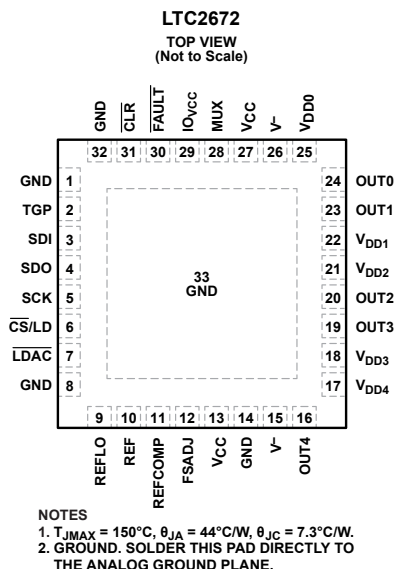 LTC2672
TOP VIEW
(Not to Scale)
GND
CLR
FAULT
IOVCC
MUX
VCC
V–
VDD0
32 31 30 29 28 27 26 25
GND 1
TGP 2
SDI 3
SDO 4
SCK 5
CS/LD 6
LDAC 7
GND 8
33
GND
24 OUT0
23 OUT1
22 VDD1
21 VDD2
20 OUT2
19 OUT3
18 VDD3
17 VDD4
9 10 11 12 13 14 15 16
REFLO
REF
REFCOMP
FSADJ
VCC
GND
V–
OUT4
NOTES
1. TJMAX = 150°C, θJA = 44°C/W, θJC = 7.3°C/W.
2. GROUND. SOLDER THIS PAD DIRECTLY TO
THE ANALOG GROUND PLANE.